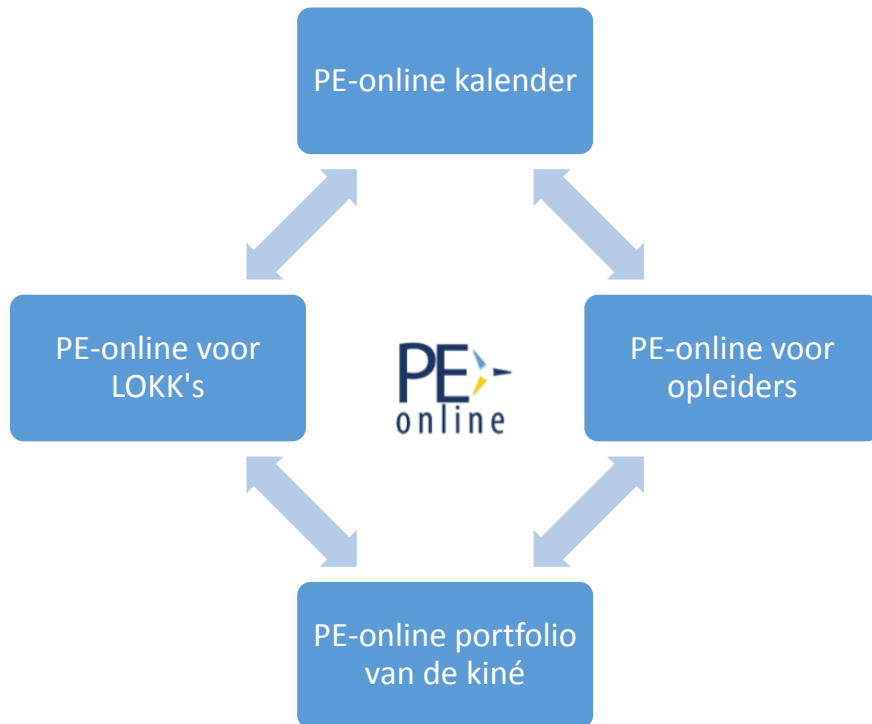 PE-online kalender
PE-online voor
LOKK's
PE
online
PE-online voor
opleiders
PE-online portfolio
van de kiné